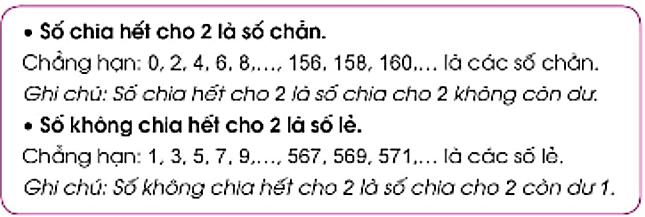 • Số chia hết cho 2 là số chẵn.
Chẳng hạn: 0, 2, 4, 6, 8,..., 156, 158, 160,... là các số chẵn.
Ghi chú: Số chia hết cho 2 là số chia cho 2 không còn dư.
• Số không chia hết cho 2 là số lẻ.
Chẳng hạn: 1, 3, 5, 7, 9,..., 567, 569, 571,... là các số lẻ.
Ghi chú: Số không chia hết cho 2 là số chia cho 2 còn dư 1.